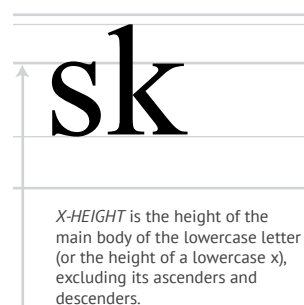 sk
X-HEIGHT is the height of the
main body of the lowercase letter
(or the height of a lowercase x),
excluding its ascenders and
descenders.